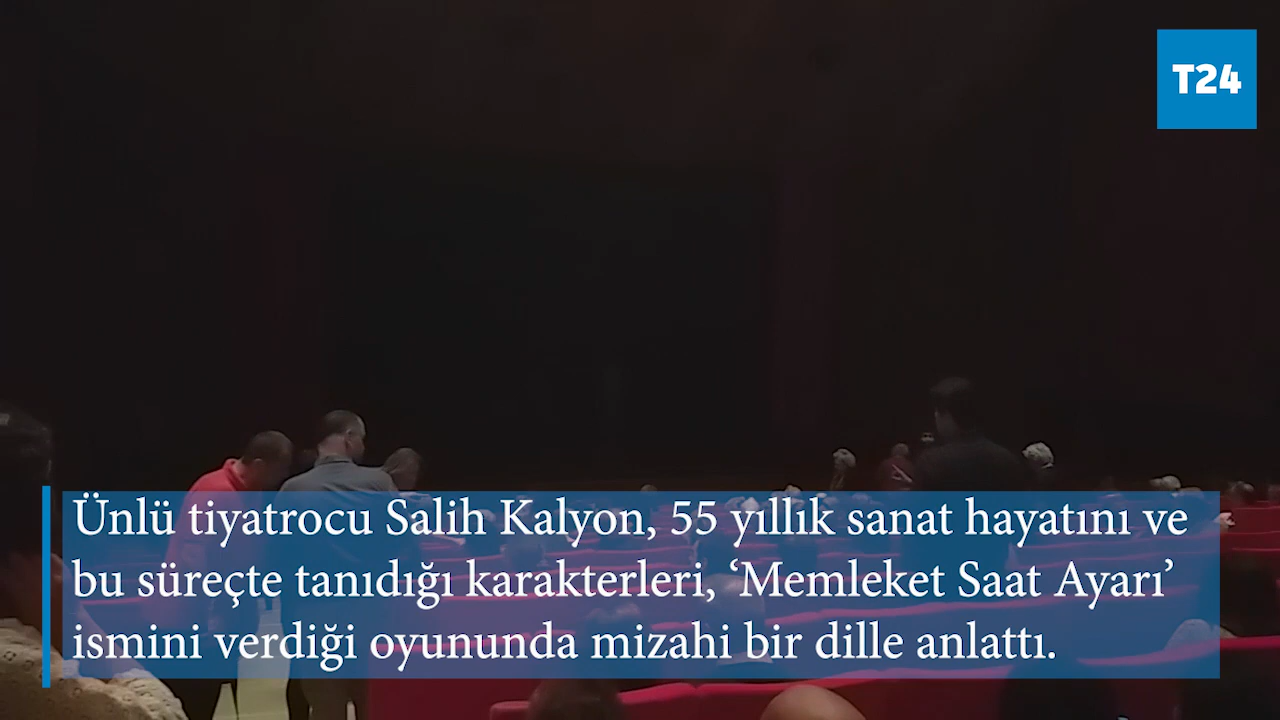 T24
Ünlü tiyatrocu Salih Kalyon, 55 yıllık sanat hayatını ve
bu süreçte tanıdığı karakterleri, ‘Memleket Saat Ayarı’
ismini verdiği oyununda mizahi bir dille anlattı.